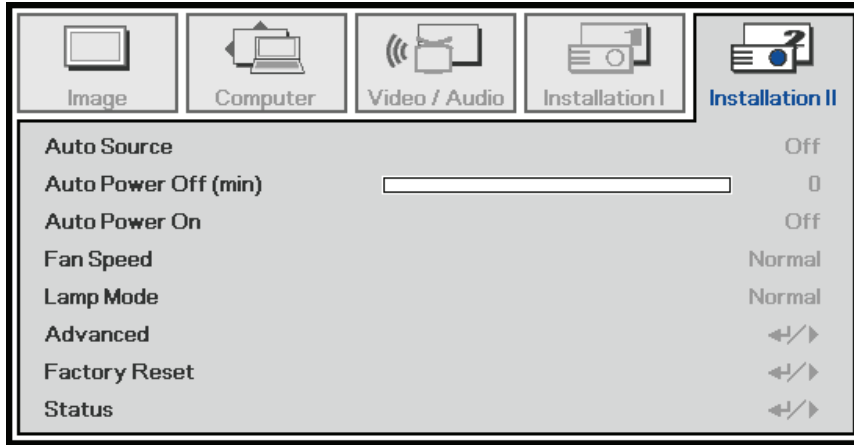 Image
Computer
Video / Audio
Installation I
Installation II
Auto Source Off
Auto Power Off (min) 0
Auto Power On Off
Fan Speed Normal
Lamp Mode Normal
Advanced ↵/▶
Factory Reset ↵/▶
Status ↵/▶